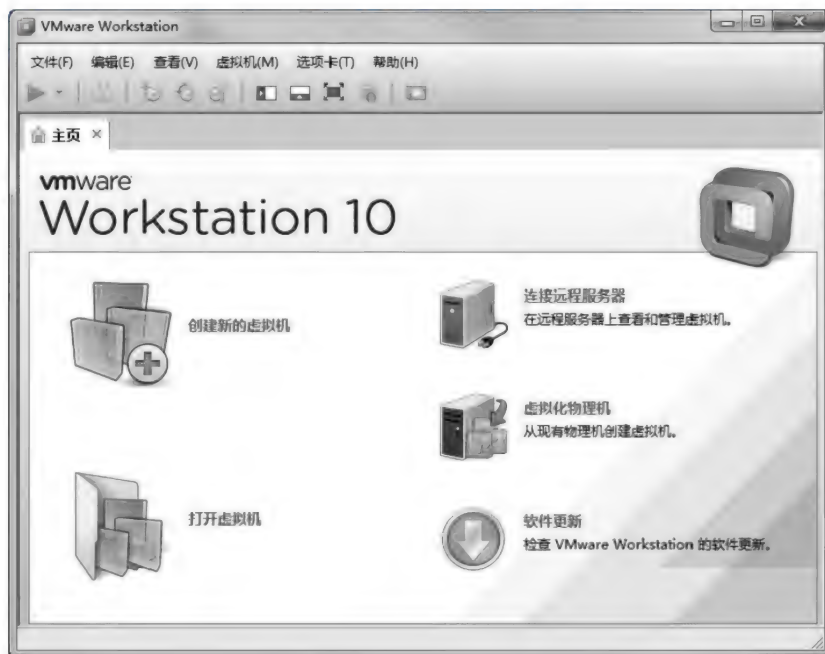 VMware Workstation
文件(F) 编辑(E) 查看(V) 虚拟机(M) 选项卡(T) 帮助(H)
主页
vmware
Workstation 10
创建新的虚拟机
连接远程服务器
在远程服务器上查看和管理虚拟机。
虚拟化物理机
从现有物理机创建虚拟机。
打开虚拟机
软件更新
检查 VMware Workstation 的软件更新。